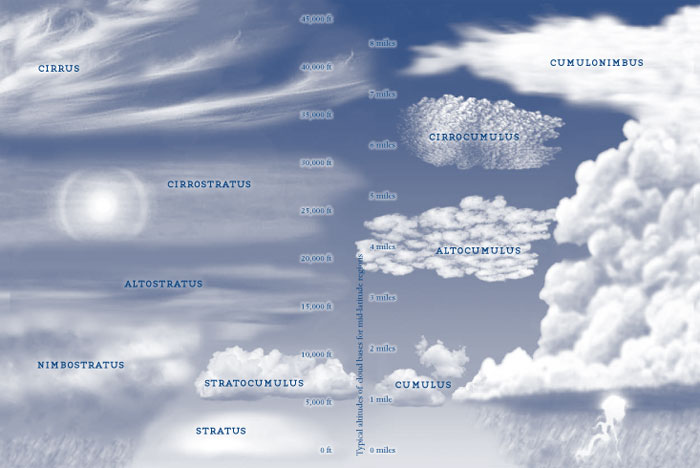 45,000 ft
8 miles
CUMULONIMBUS
CIRRUS
40,000 ft
7 miles
35,000 ft
CIRROCUMULUS
6 miles
30,000 ft
CIRROSTRATUS
5 miles
25,000 ft
4 miles
ALTOCUMULUS
20,000 ft
ALTOSTRATUS
3 miles
15,000 ft
2 miles
10,000 ft
NIMBOSTRATUS
STRATOCUMULUS
CUMULUS
1 mile
5,000 ft
STRATUS
0 ft
0 miles
Typical altitudes of cloud bases for mid-latitude regions